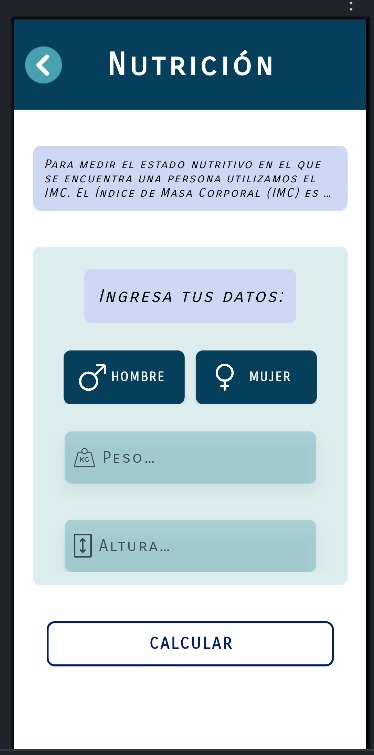 Nutrición
Para medir el estado nutritivo en el que
se encuentra una persona utilizamos el
IMC. El Índice de Masa Corporal (IMC) es ...
Ingresa tus datos:
HOMBRE
MUJER
KG
Peso...
Altura...
CALCULAR